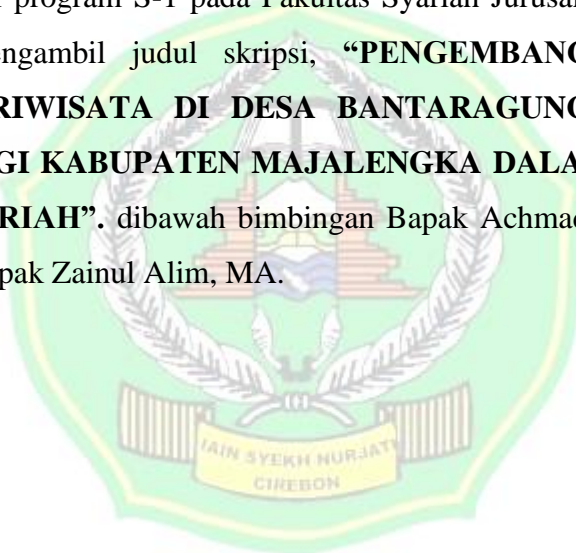 program S-1 pada Fakultas Syariah Jurusan
engambil judul skripsi, “PENGEMBANG
RIWISATA DI DESA BANTARAGUNG
GI KABUPATEN MAJALENGKA DALA
RIAH”. dibawah bimbingan Bapak Achmad
pak Zainul Alim, MA.
IAIN SYEKH NURJATI
CIREBON